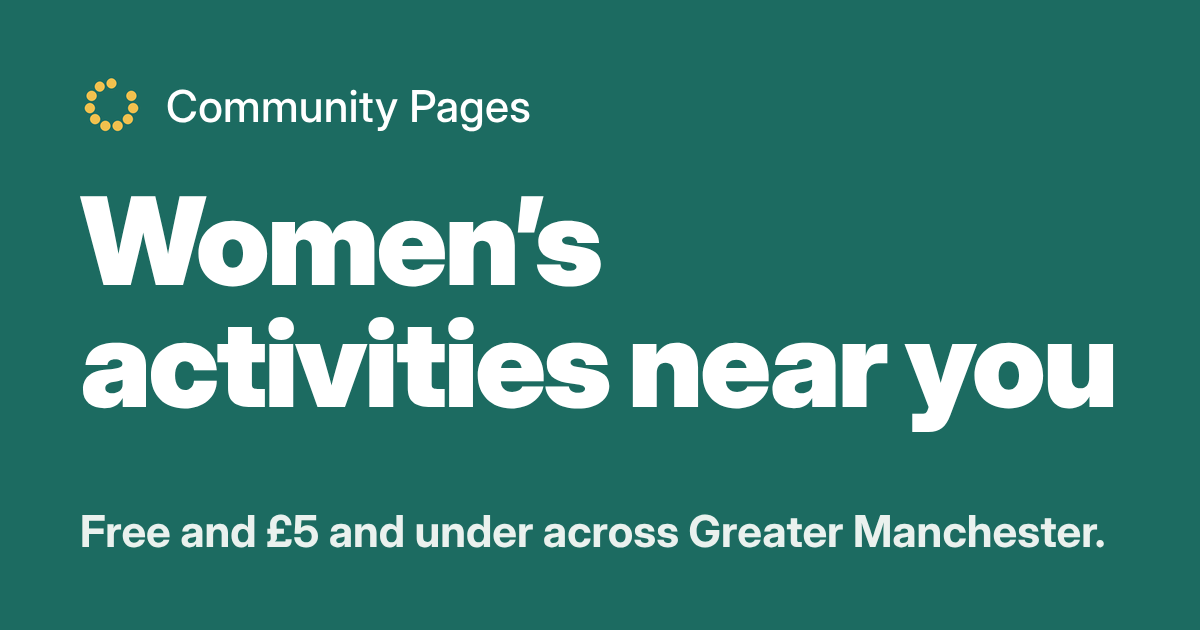 Community Pages
Women’s
activities near you
Free and £5 and under across Greater Manchester.